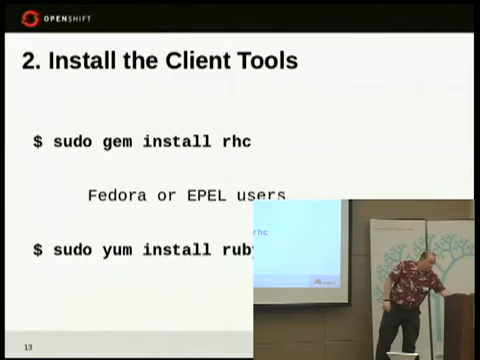 OPENSHIFT
2. Install the Client Tools
$ sudo gem install rhc
Fedora or EPEL users
$ sudo yum install rub
rhc
13